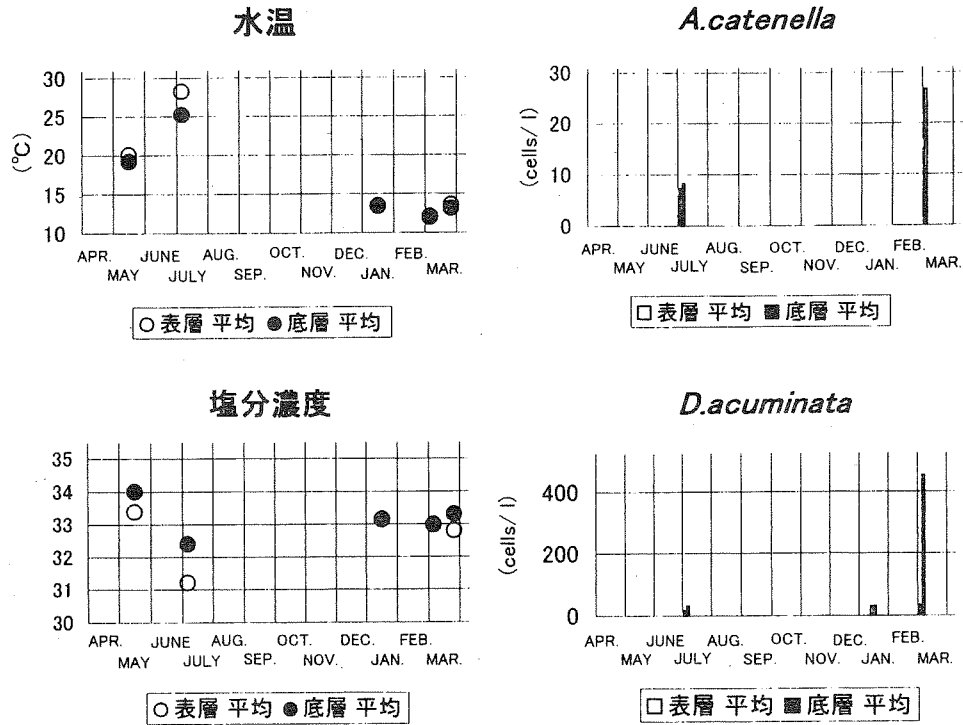 水温
(℃)
30
25
20
15
10
APR. JUNE AUG. OCT. DEC. FEB.
MAY JULY SEP. NOV. JAN. MAR.
○ 表層 平均 ● 底層 平均
A.catenella
(cells/ l)
30
20
10
0
APR. JUNE AUG. OCT. DEC. FEB.
MAY JULY SEP. NOV. JAN. MAR.
□ 表層 平均 ■ 底層 平均
塩分濃度
35
34
33
32
31
30
APR. JUNE AUG. OCT. DEC. FEB.
MAY JULY SEP. NOV. JAN. MAR.
○ 表層 平均 ● 底層 平均
D.acuminata
(cells/ l)
400
200
0
APR. JUNE AUG. OCT. DEC. FEB.
MAY JULY SEP. NOV. JAN. MAR.
□ 表層 平均 ■ 底層 平均